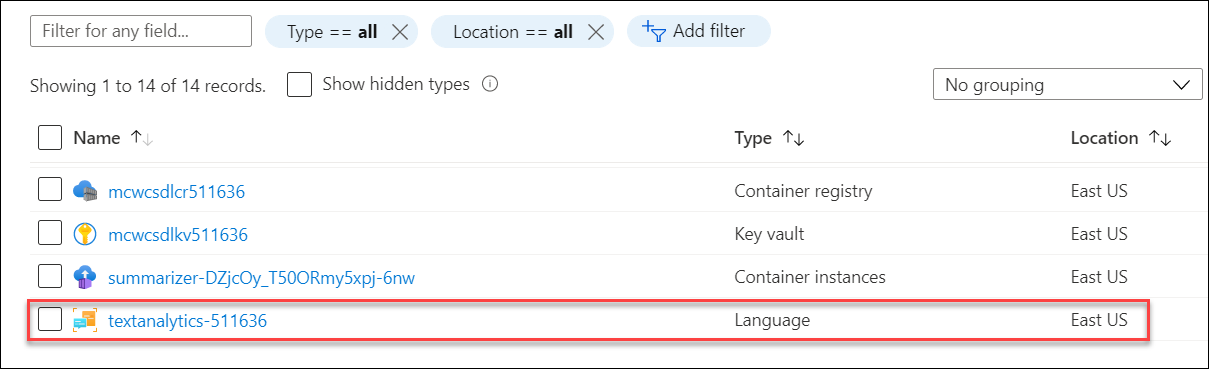 Filter for any field... Type == all Location == all Add filter
Showing 1 to 14 of 14 records. Show hidden types No grouping
Name Type Location
mcwcsdlcr511636 Container registry East US
mcwcsdlkv511636 Key vault East US
summarizer-DZjcOy_T50ORmy5xpj-6nw Container instances East US
textanalytics-511636 Language East US